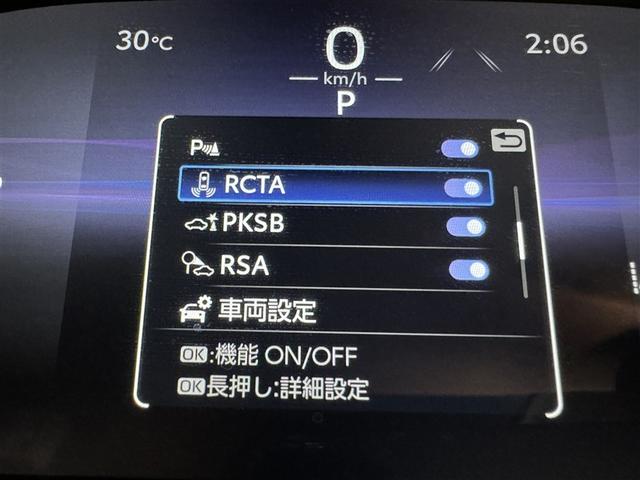 30℃
0
2:06
km/h
P
P
RCTA
PKSB
RSA
車両設定
OK:機能 ON/OFF
OK長押し:詳細設定